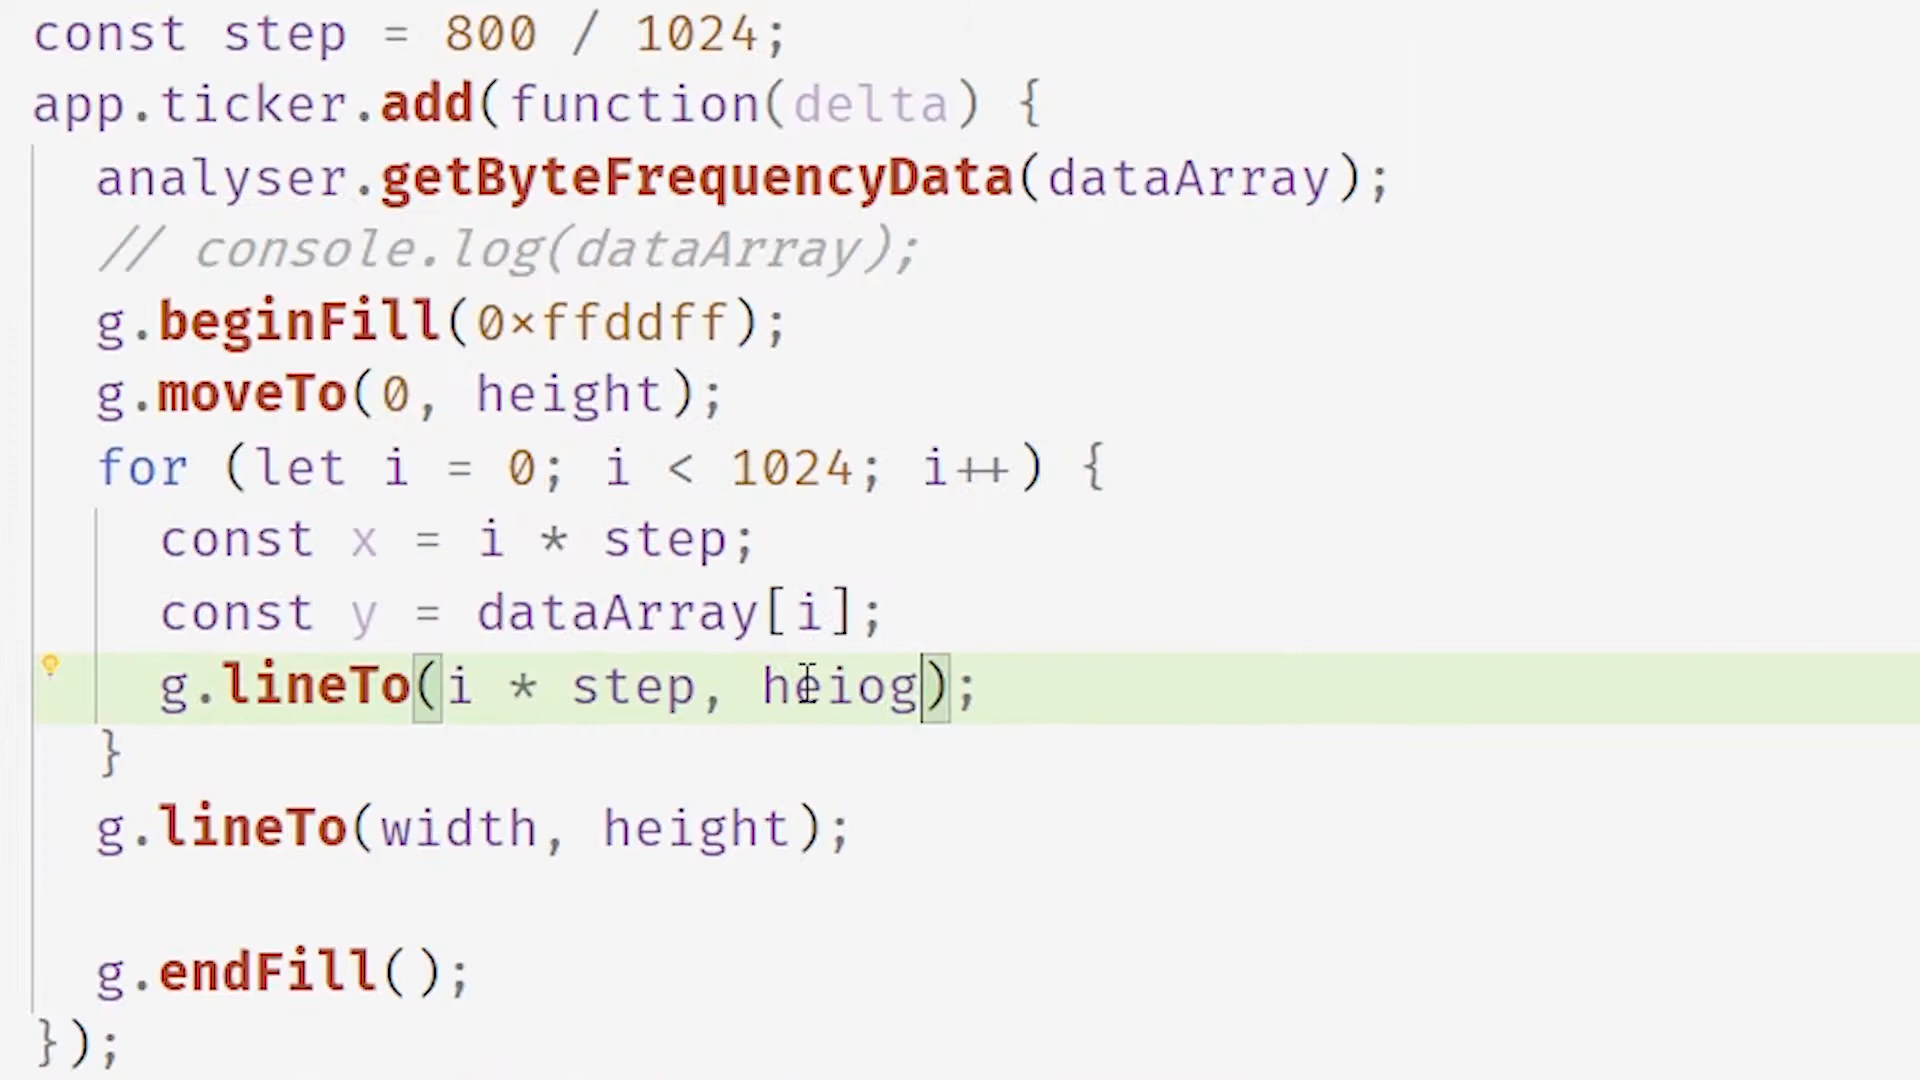 const step = 800 / 1024;
app.ticker.add(function(delta) {
analyser.getByteFrequencyData(dataArray);
// console.log(dataArray);
g.beginFill(0xffddff);
g.moveTo(0, height);
for (let i = 0; i < 1024; i++) {
const x = i * step;
const y = dataArray[i];
g.lineTo(i * step, heiog);
}
g.lineTo(width, height);
g.endFill();
});